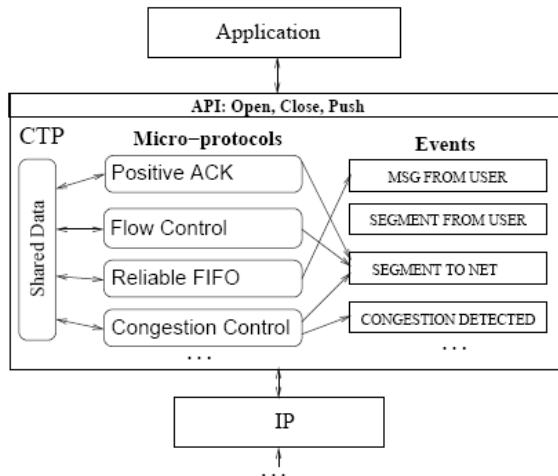 Application
API: Open, Close, Push
CTP
Micro−protocols
Events
Shared Data
Positive ACK
Flow Control
Reliable FIFO
Congestion Control
. . .
MSG FROM USER
SEGMENT FROM USER
SEGMENT TO NET
CONGESTION DETECTED
. . .
IP
. . .